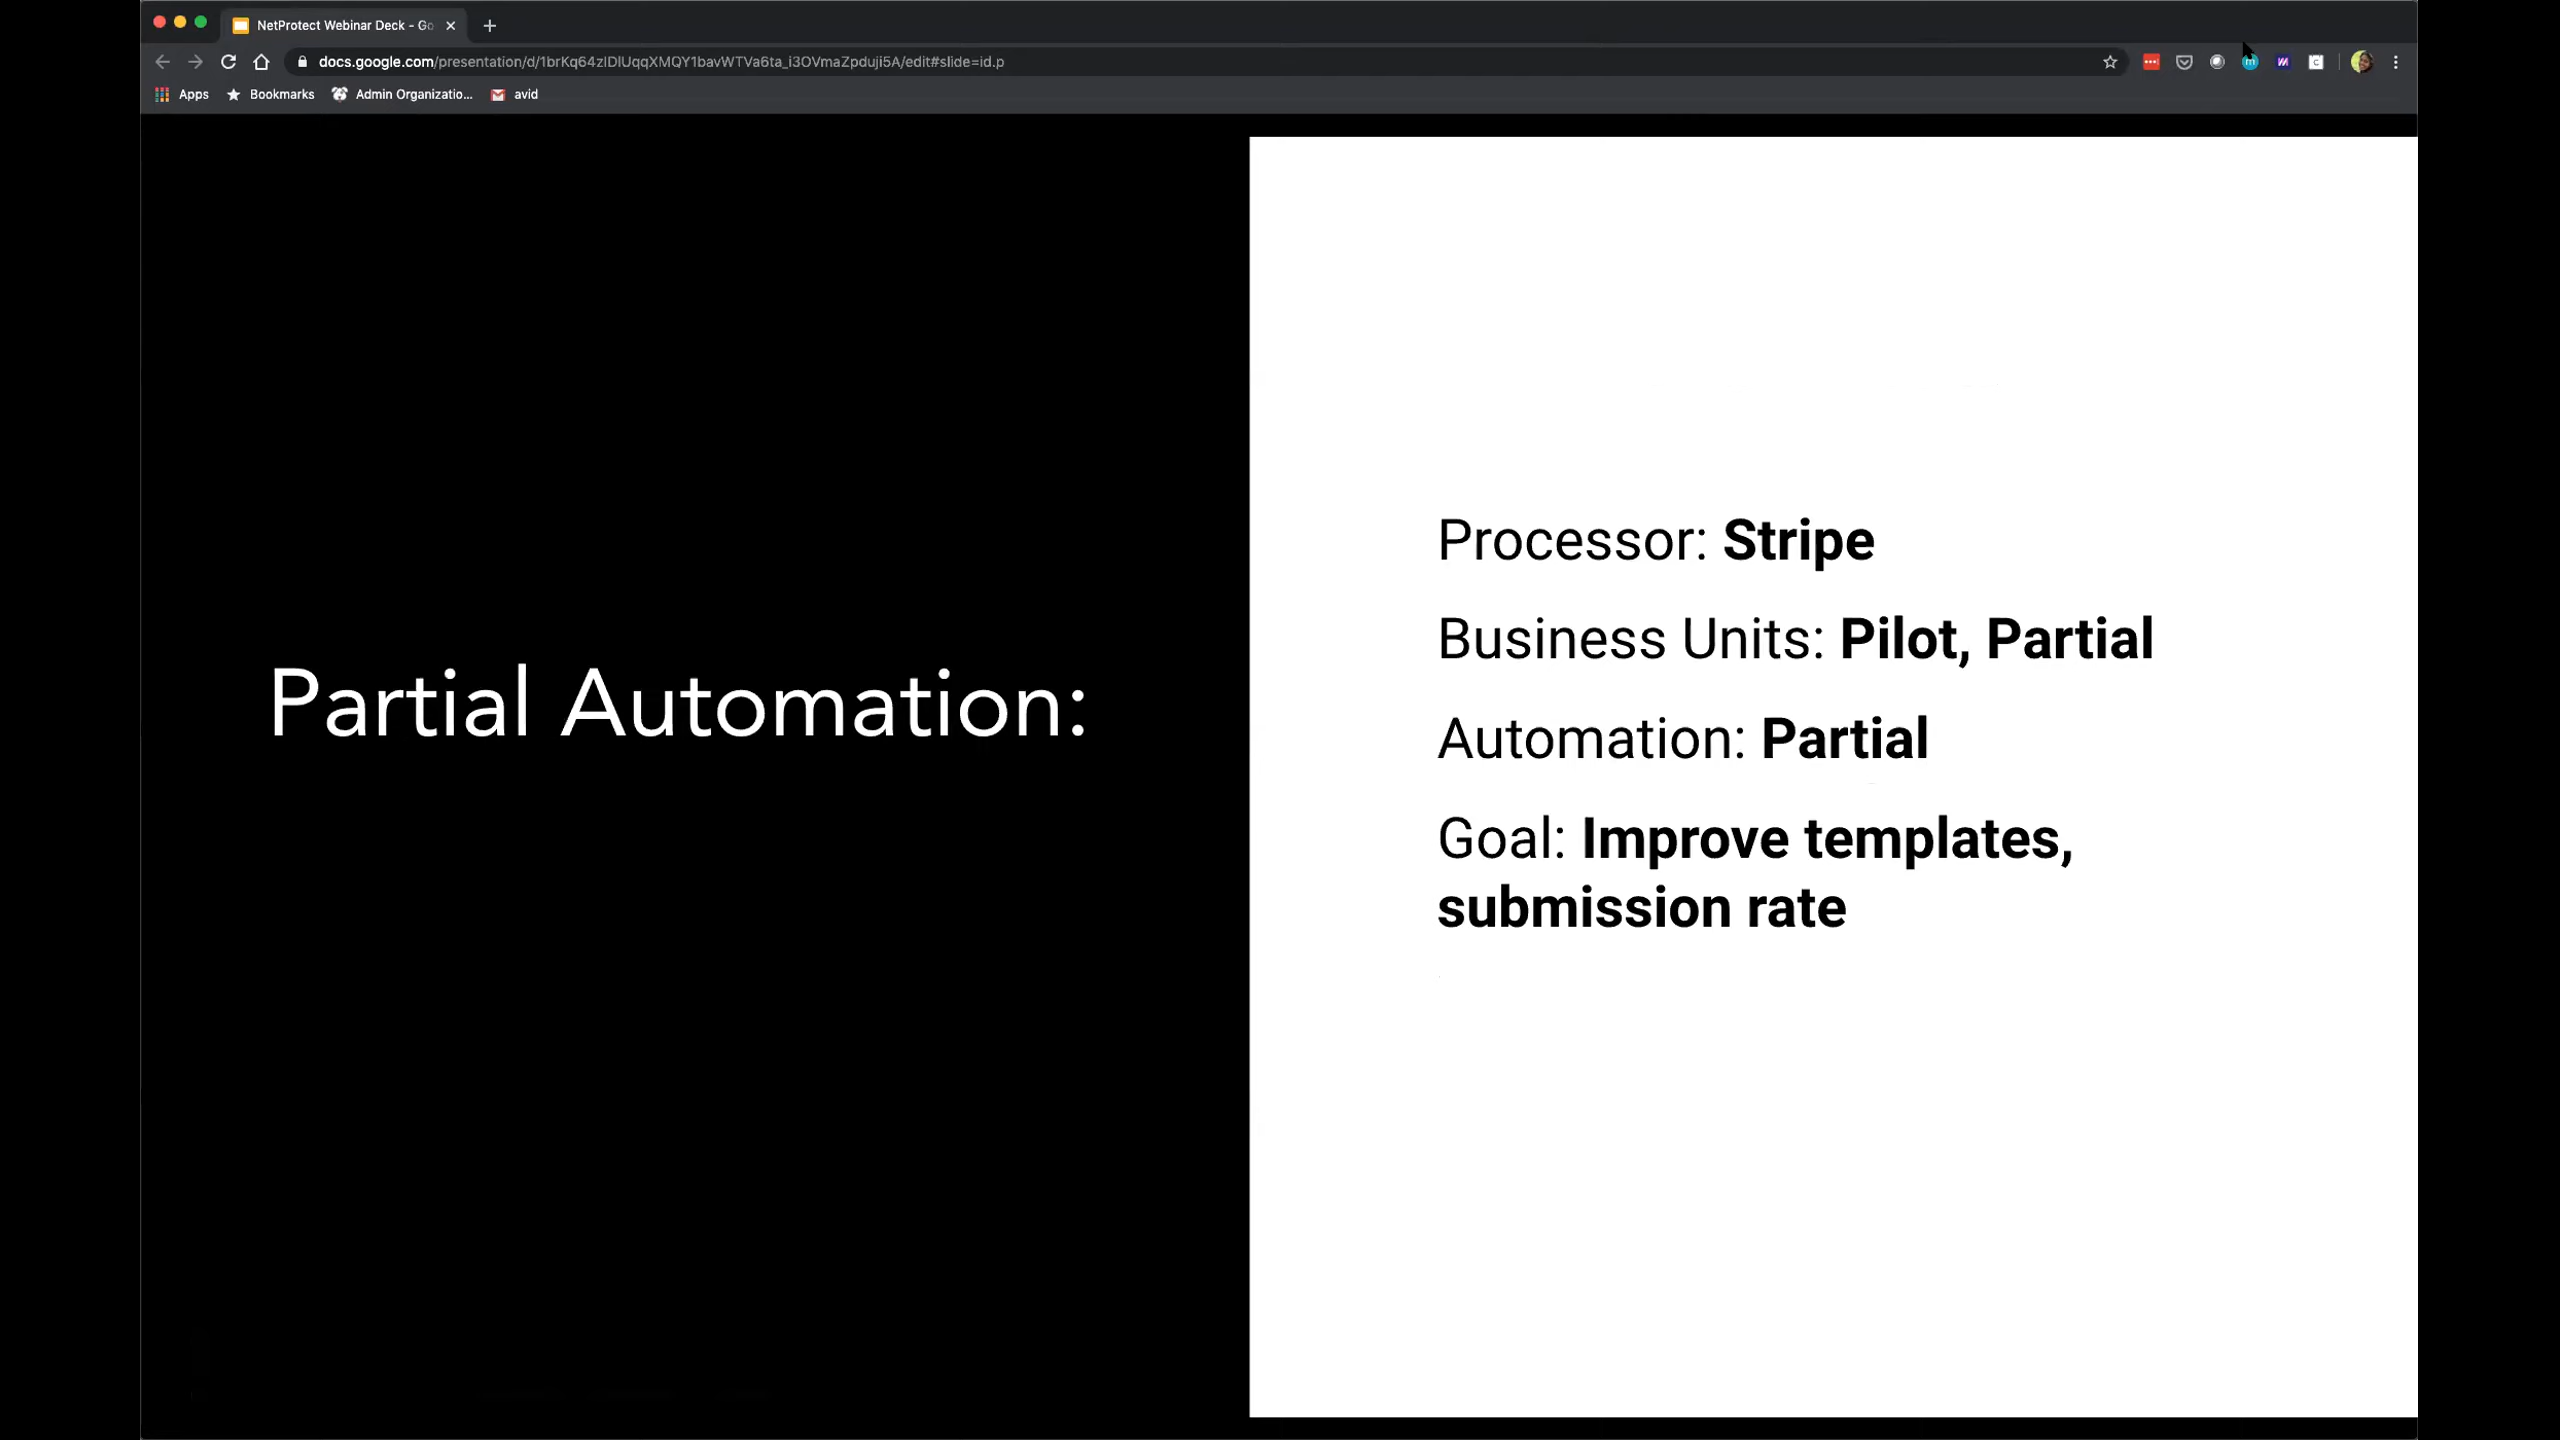 NetProtect Webinar Deck - Go
docs.google.com/presentation/d/1brKq64zlDlUqqXMQY1bavWTVa6ta_i3OVmaZpduji5A/edit#slide=id.p
Apps
Bookmarks
Admin Organizatio...
avid
Partial Automation:
Processor: Stripe
Business Units: Pilot, Partial
Automation: Partial
Goal: Improve templates,
submission rate